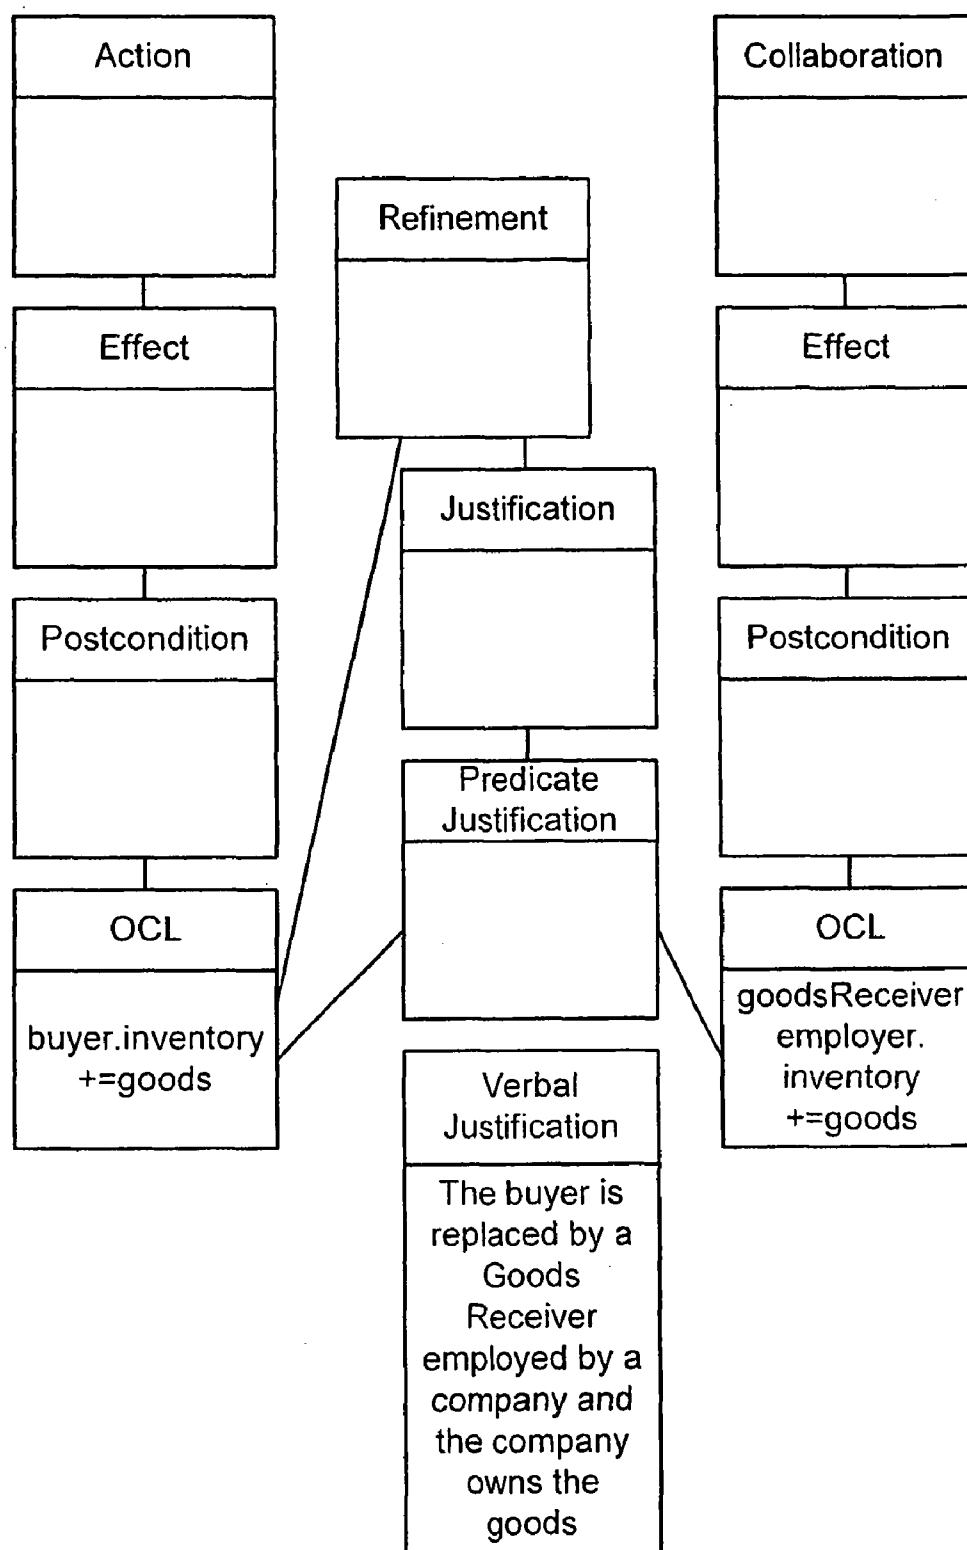 Action
Effect
Postcondition
OCL
buyer.inventory
+=goods
Refinement
Justification
Predicate
Justification
Verbal
Justification
The buyer is
replaced by a
Goods
Receiver
employed by a
company and
the company
owns the
goods
Collaboration
Effect
Postcondition
OCL
goodsReceiver
employer.
inventory
+=goods